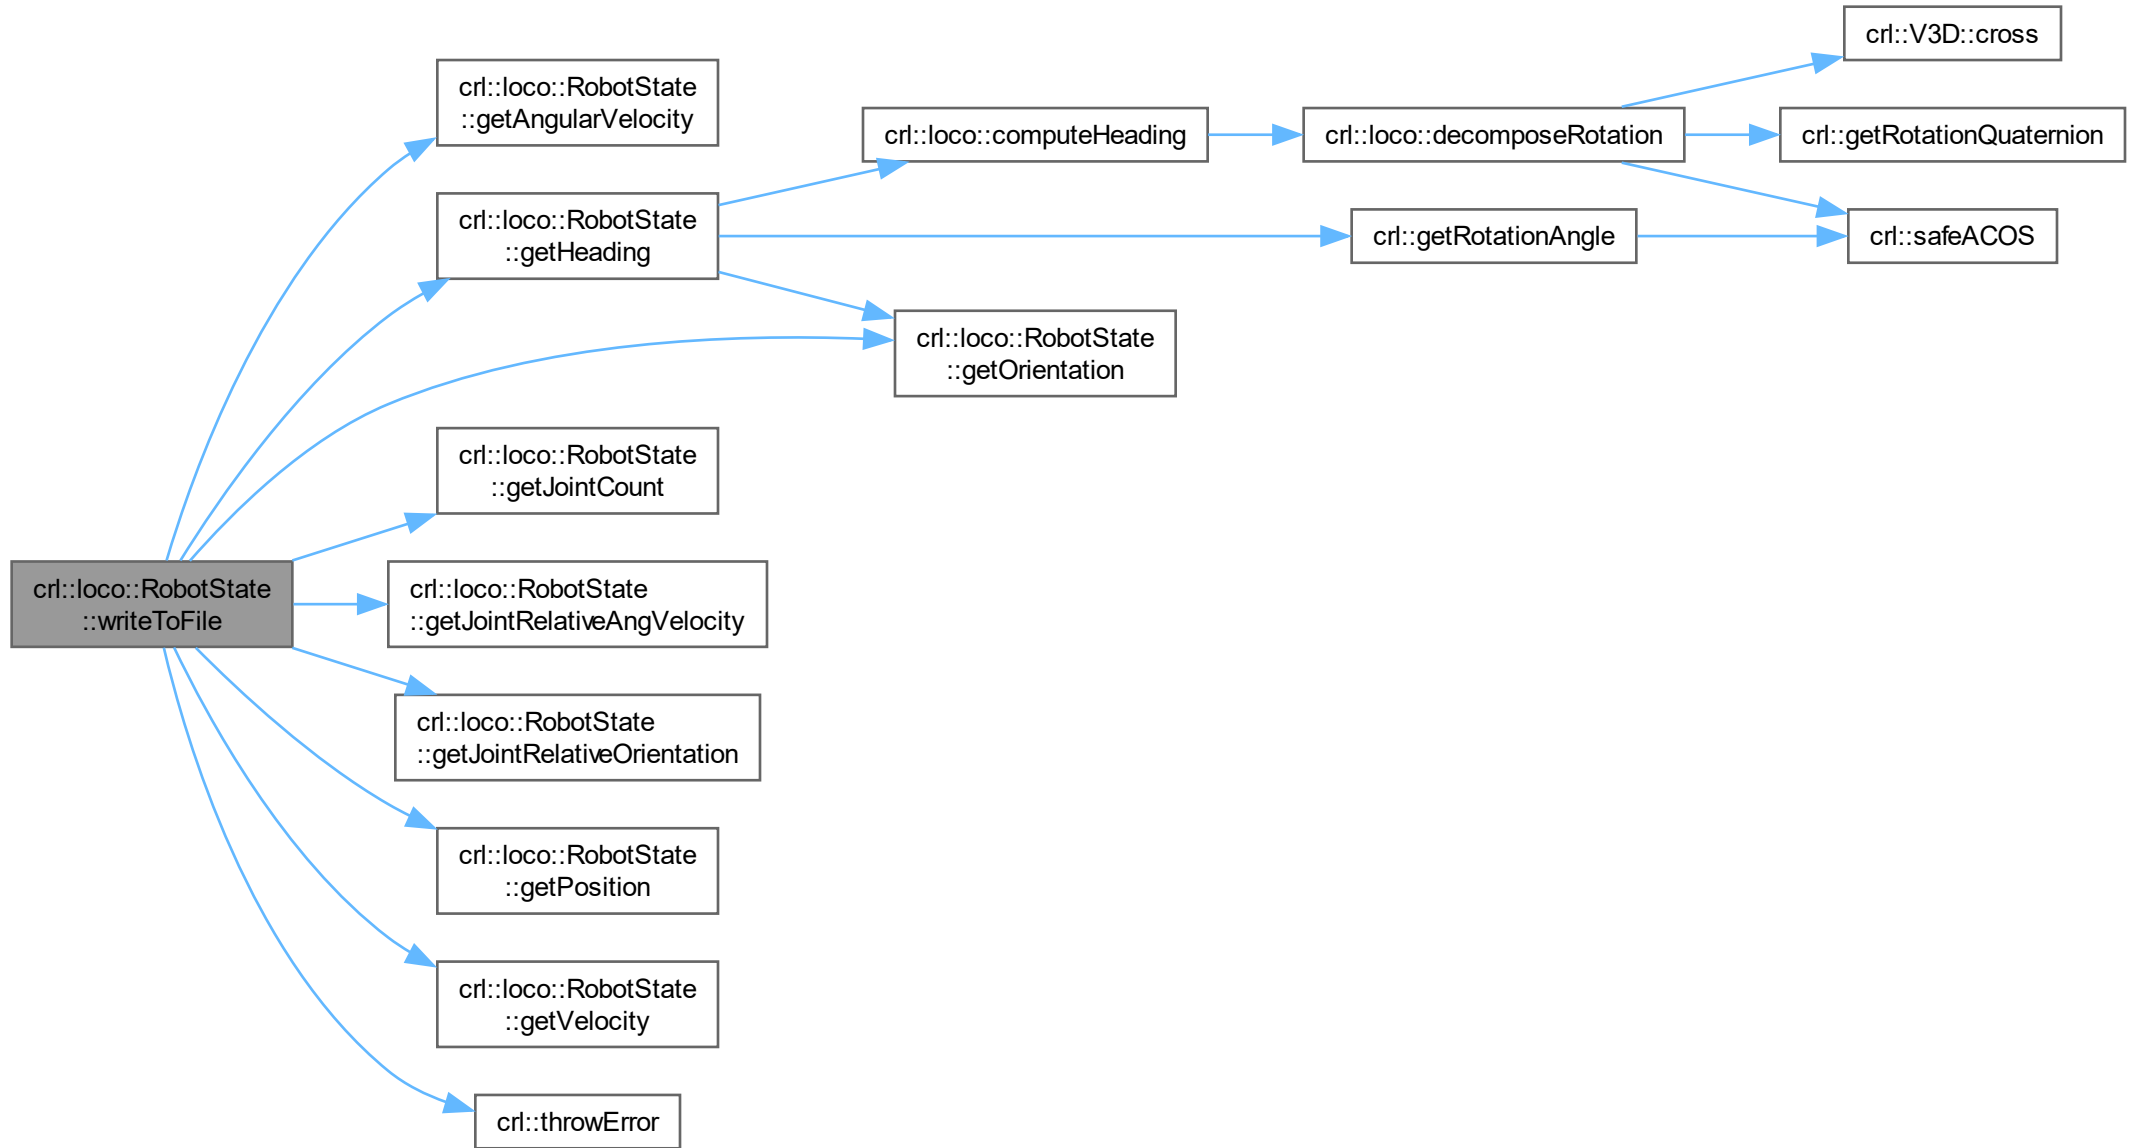 crl::V3D::cross
crl::loco::RobotState
::getAngularVelocity
crl::loco::computeHeading
crl::loco::decomposeRotation
crl::getRotationQuaternion
crl::loco::RobotState
::getHeading
crl::getRotationAngle
crl::safeACOS
crl::loco::RobotState
::getOrientation
crl::loco::RobotState
::getJointCount
crl::loco::RobotState
::writeToFile
crl::loco::RobotState
::getJointRelativeAngVelocity
crl::loco::RobotState
::getJointRelativeOrientation
crl::loco::RobotState
::getPosition
crl::loco::RobotState
::getVelocity
crl::throwError